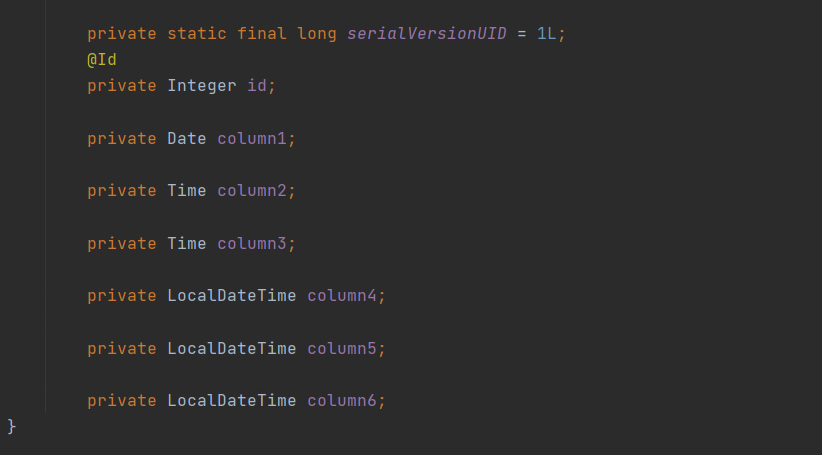 private static final long serialVersionUID = 1L;
@Id
private Integer id;
private Date column1;
private Time column2;
private Time column3;
private LocalDateTime column4;
private LocalDateTime column5;
private LocalDateTime column6;
}